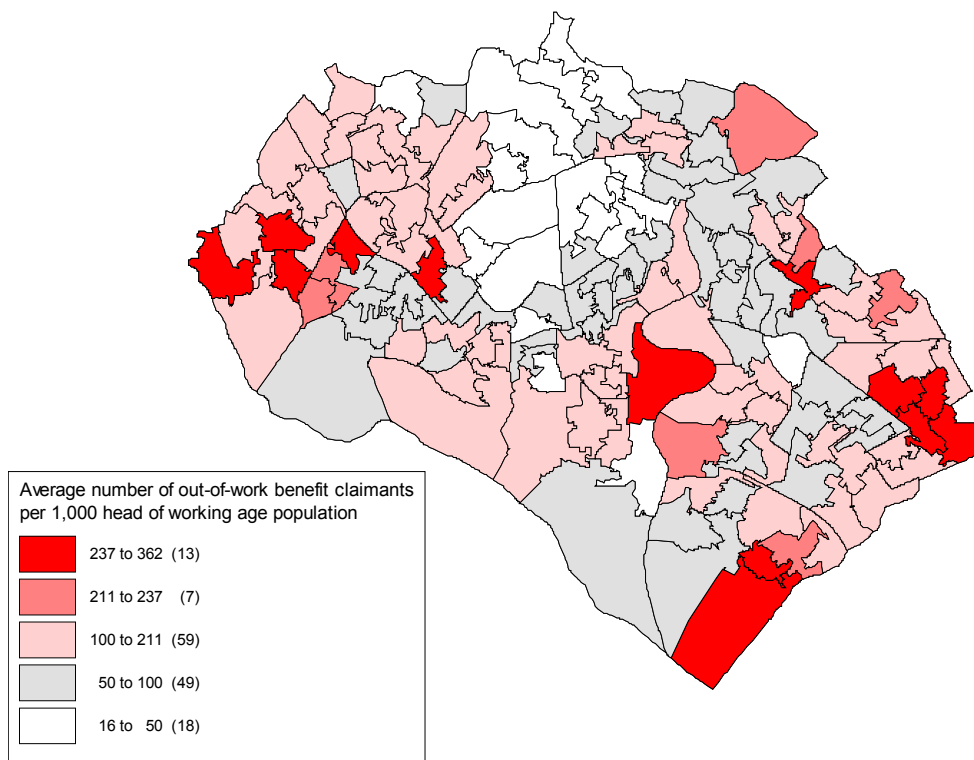 Average number of out-of-work benefit claimants
per 1,000 head of working age population
237 to 362 (13)
211 to 237 (7)
100 to 211 (59)
50 to 100 (49)
16 to 50 (18)